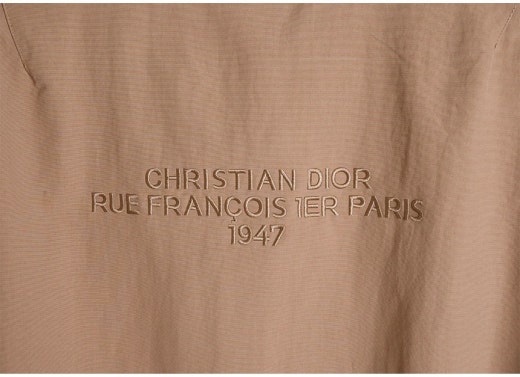 CHRISTIAN DIOR
RUE FRANÇOIS 1ER PARIS
1947